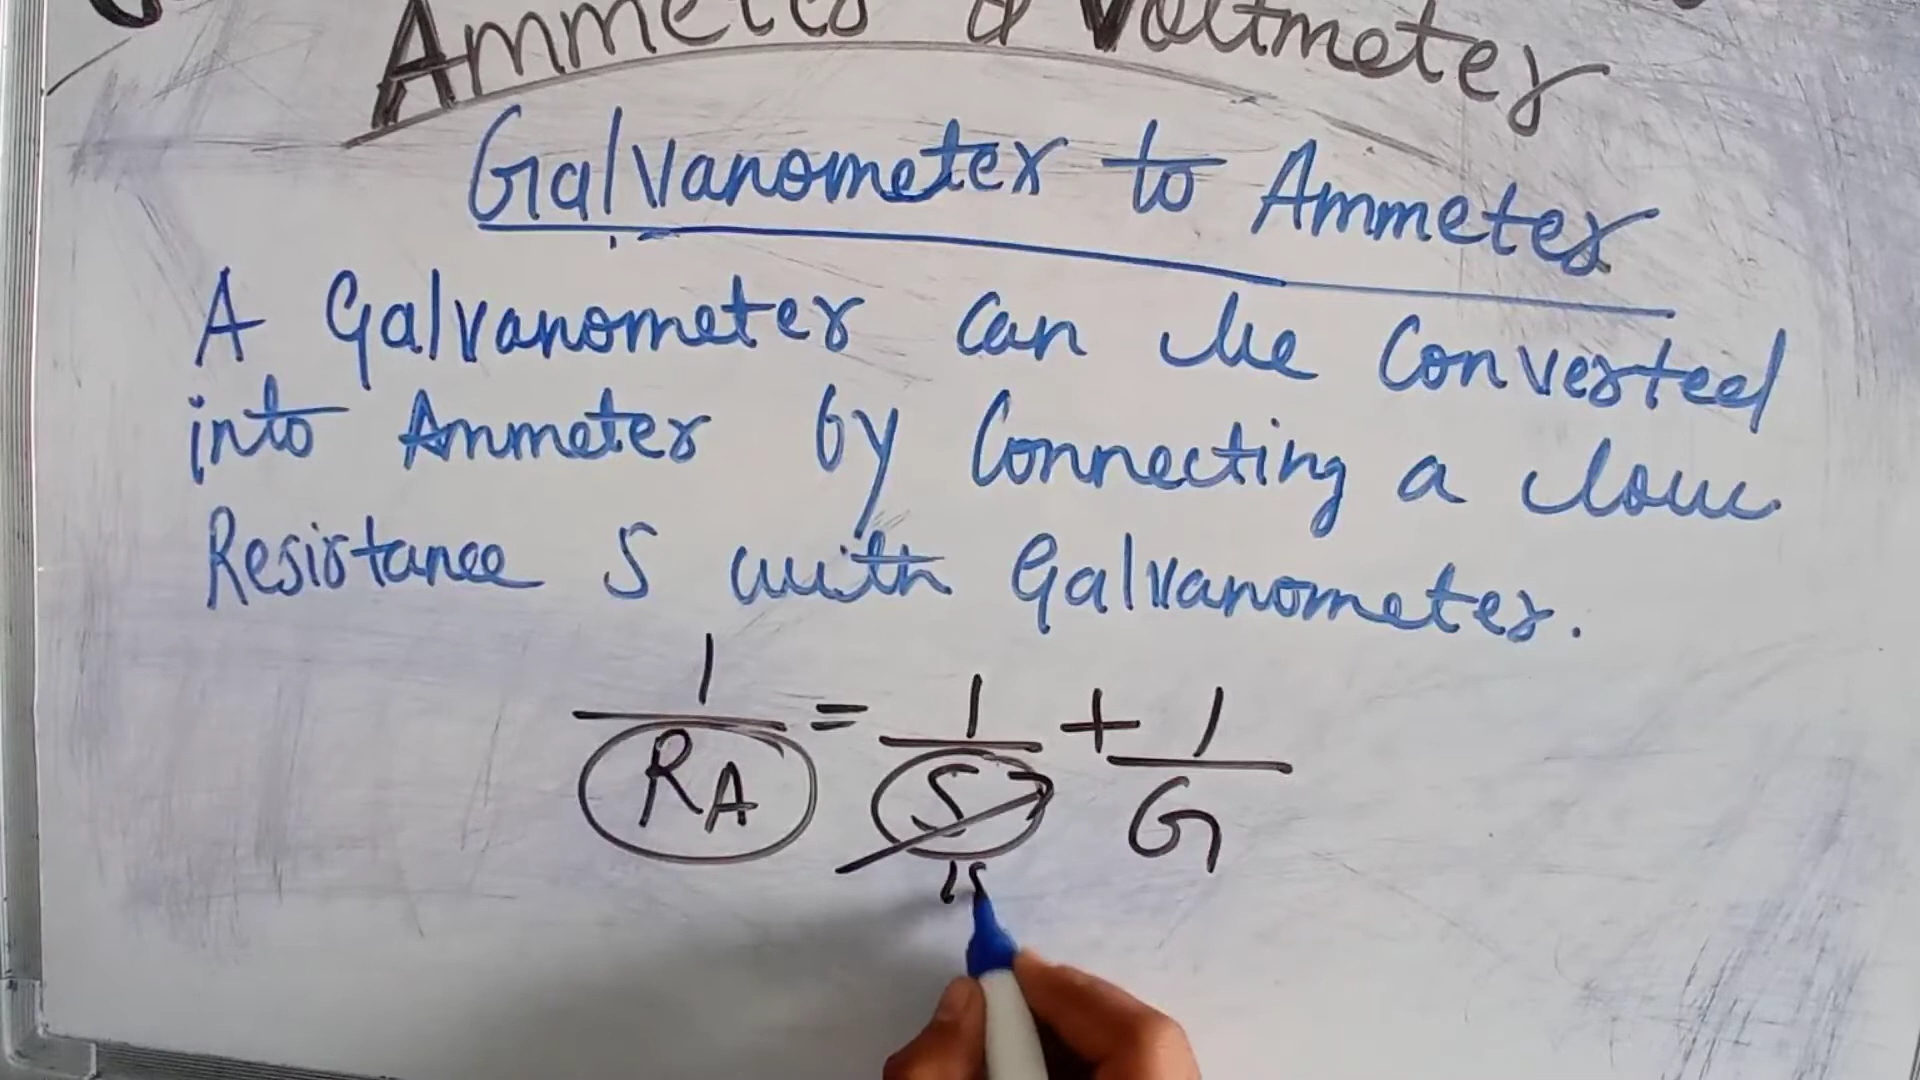 Ammeter & Voltmeter
Galvanometer to Ammeter
A Galvanometer can be Converted
into Ammeter by Connecting a low
Resistance S with Galvanometer.
1/RA = 1/S + 1/G